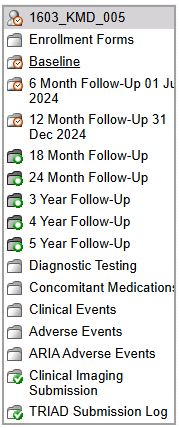 1603_KMD_005
Enrollment Forms
Baseline
6 Month Follow-Up 01 Ju
2024
12 Month Follow-Up 31
Dec 2024
18 Month Follow-Up
24 Month Follow-Up
3 Year Follow-Up
4 Year Follow-Up
5 Year Follow-Up
Diagnostic Testing
Concomitant Medications
Clinical Events
Adverse Events
ARIA Adverse Events
Clinical Imaging
Submission
TRIAD Submission Log